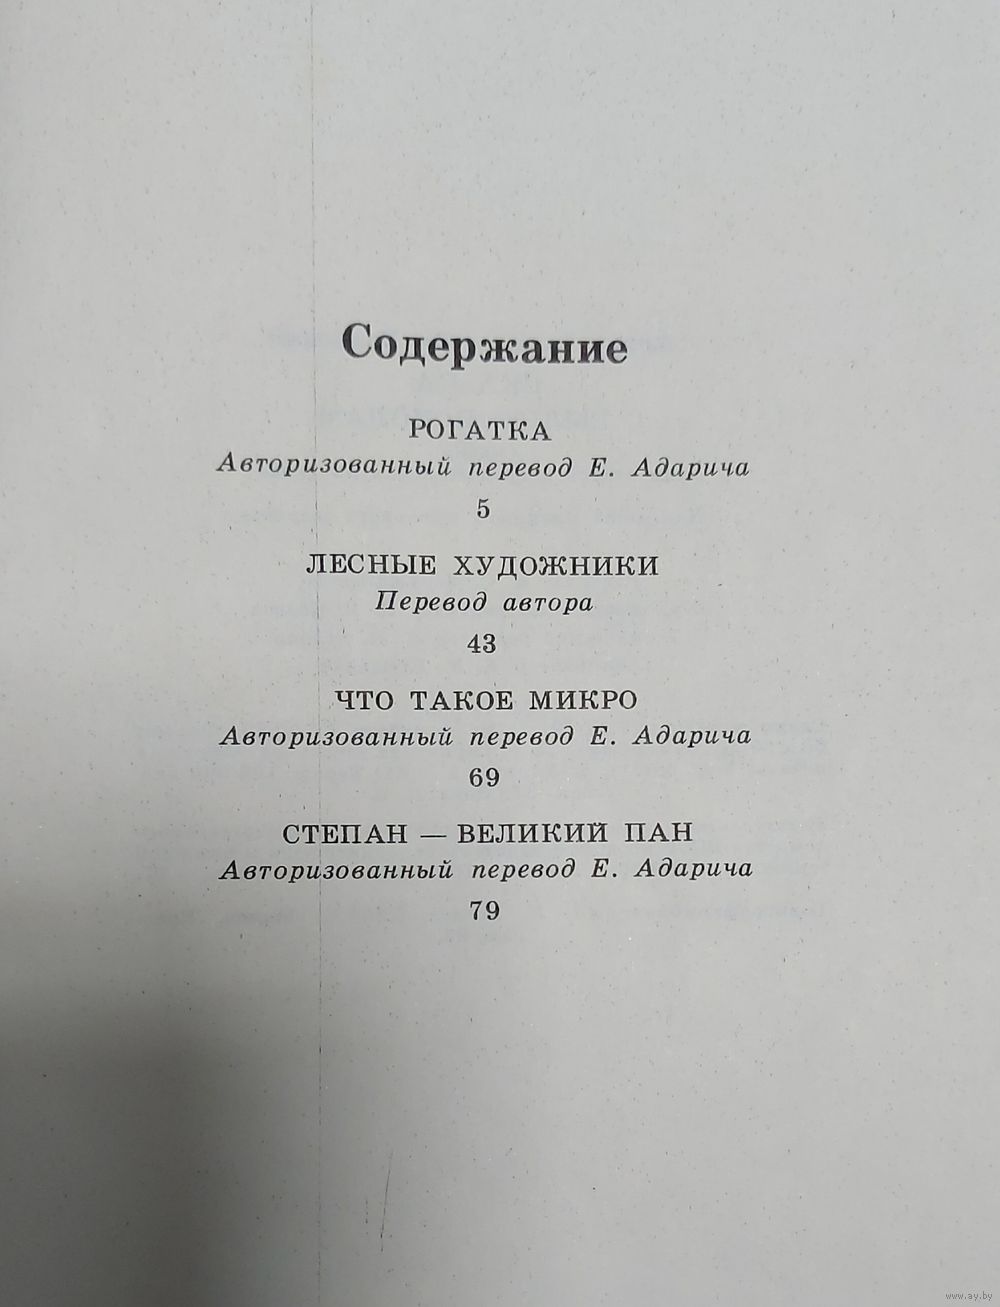 Содержание
РОГАТКА
Авторизованный перевод Е. Адарича
5
ЛЕСНЫЕ ХУДОЖНИКИ
Перевод автора
43
ЧТО ТАКОЕ МИКРО
Авторизованный перевод Е. Адарича
69
СТЕПАН — ВЕЛИКИЙ ПАН
Авторизованный перевод Е. Адарича
79
www.ay.by